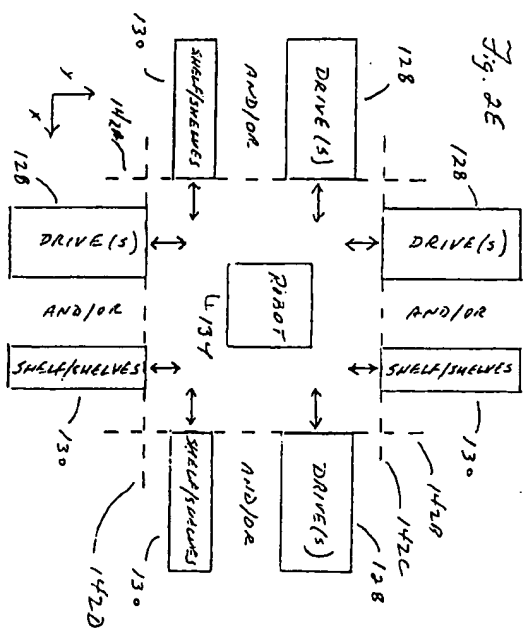 Fig. 2E
128
DRIVE(S)
AND/OR
SHELF/SHELVES
130
142B
142C
128
DRIVE(S)
DRIVE(S)
128
AND/OR
ROBOT
134
AND/OR
SHELF/SHELVES
SHELF/SHELVES
130
130
142A
142D
Y
X
DRIVE(S)
AND/OR
SHELF/SHELVES
128
130